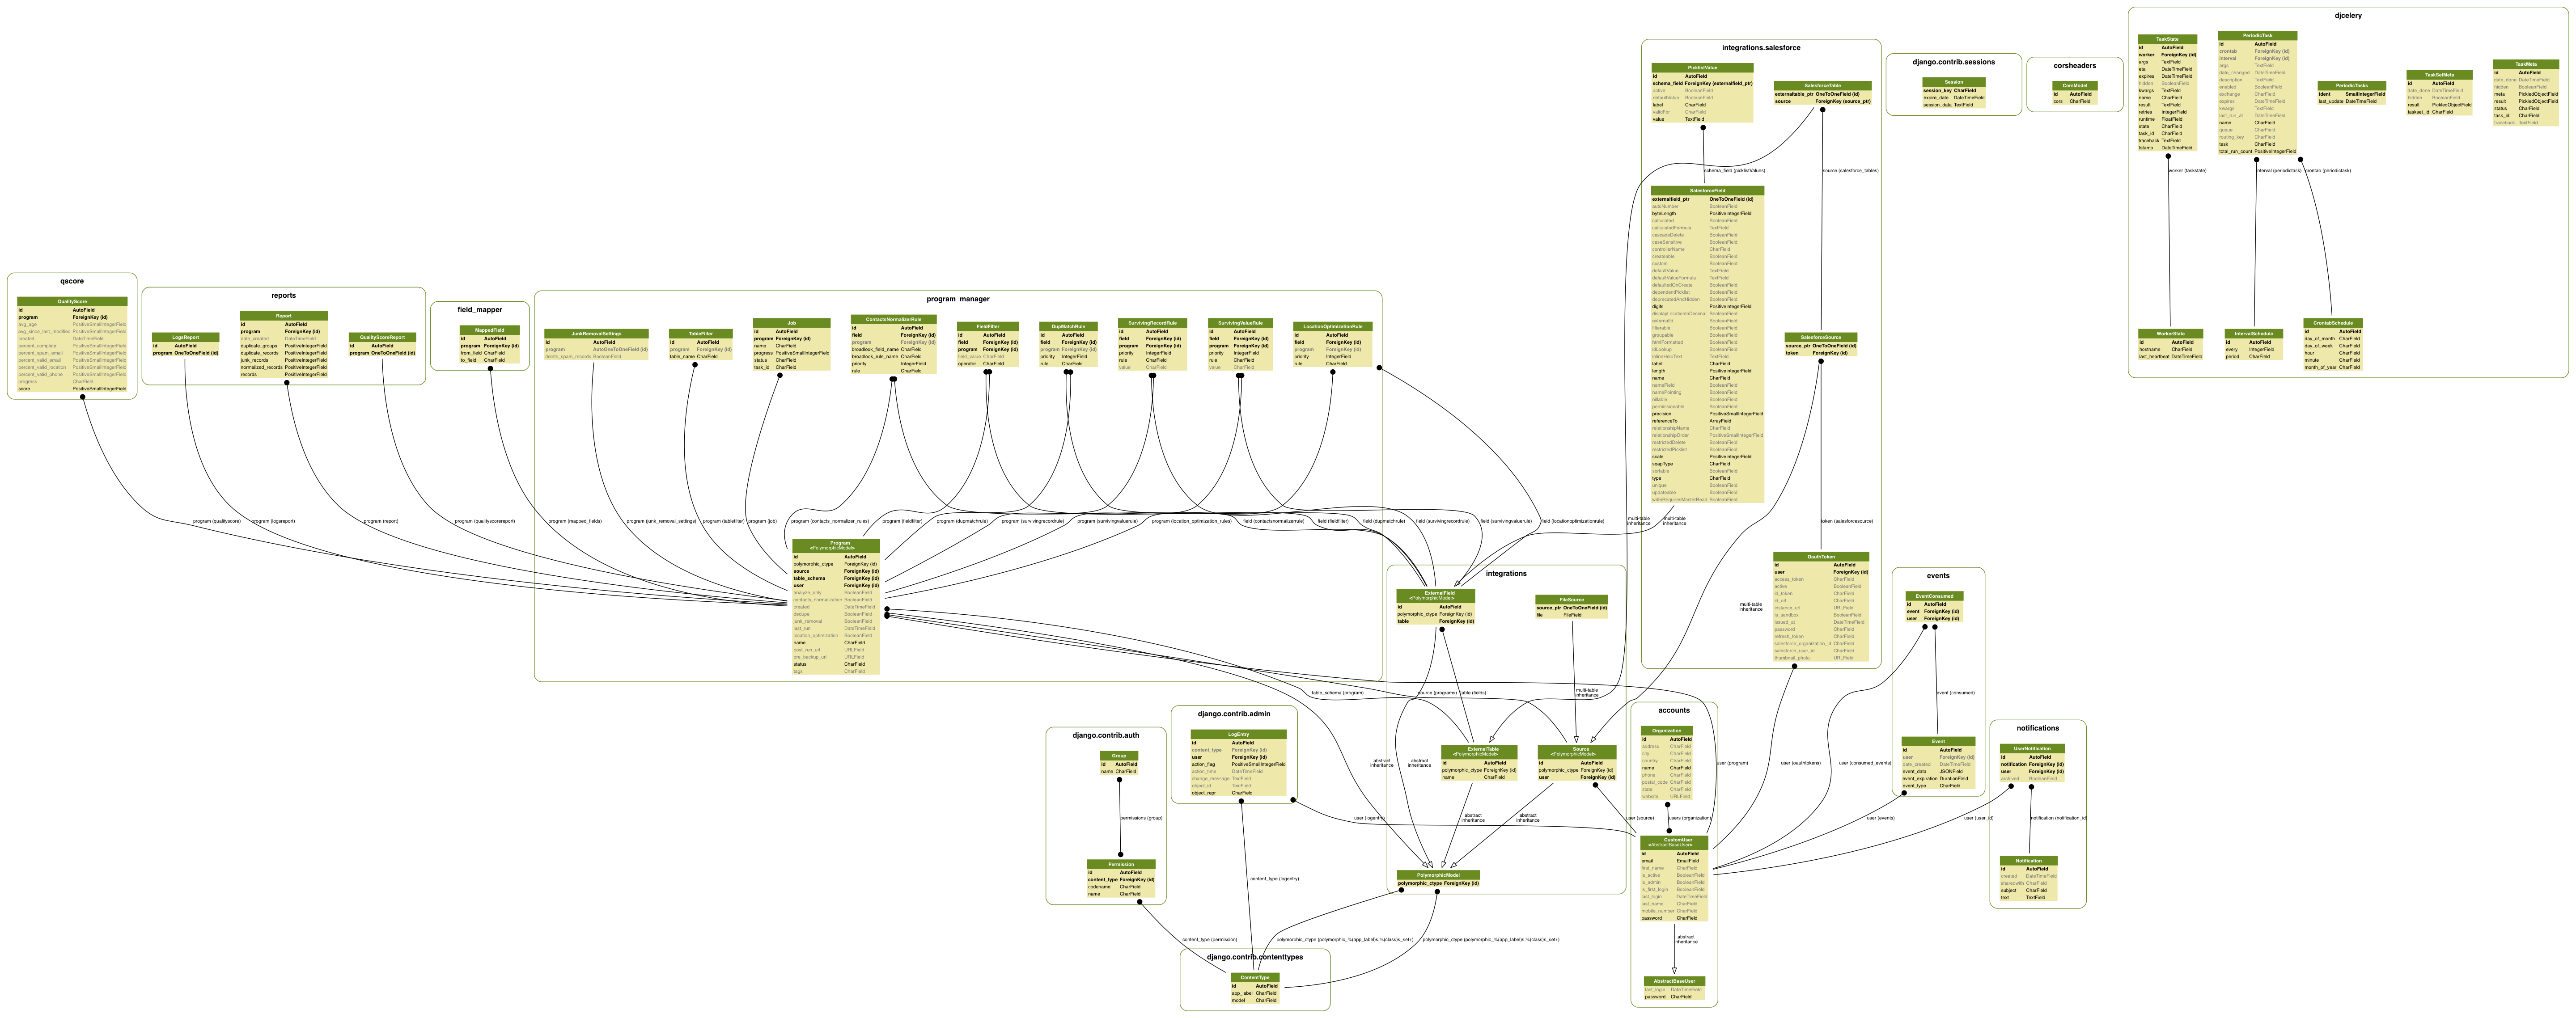 djcelery
TaskState
id AutoField
worker ForeignKey (id)
args TextField
eta DateTimeField
expires DateTimeField
hidden BooleanField
kwargs TextField
name CharField
result TextField
retries IntegerField
runtime FloatField
state CharField
task_id CharField
traceback TextField
tstamp DateTimeField
PeriodicTask
id AutoField
crontab ForeignKey (id)
interval ForeignKey (id)
args TextField
date_changed DateTimeField
description TextField
enabled BooleanField
exchange CharField
expires DateTimeField
kwargs TextField
last_run_at DateTimeField
name CharField
queue CharField
routing_key CharField
task CharField
total_run_count PositiveIntegerField
PeriodicTasks
ident SmallIntegerField
last_update DateTimeField
TaskSetMeta
id AutoField
date_done DateTimeField
hidden BooleanField
result PickledObjectField
taskset_id CharField
TaskMeta
id AutoField
date_done DateTimeField
hidden BooleanField
meta PickledObjectField
result PickledObjectField
status CharField
task_id CharField
traceback TextField
worker (taskstate)
interval (periodictask)
crontab (periodictask)
WorkerState
id AutoField
hostname CharField
last_heartbeat DateTimeField
IntervalSchedule
id AutoField
every IntegerField
period CharField
CrontabSchedule
id AutoField
day_of_month CharField
day_of_week CharField
hour CharField
minute CharField
month_of_year CharField
corsheaders
CorsModel
id AutoField
cors CharField
django.contrib.sessions
Session
session_key CharField
expire_date DateTimeField
session_data TextField
integrations.salesforce
PicklistValue
id AutoField
schema_field ForeignKey (externalfield_ptr)
active BooleanField
defaultValue BooleanField
label CharField
validFor CharField
value TextField
SalesforceTable
externaltable_ptr OneToOneField (id)
source ForeignKey (source_ptr)
schema_field (picklistValues)
source (salesforce_tables)
SalesforceField
externalfield_ptr OneToOneField (id)
autoNumber BooleanField
byteLength PositiveIntegerField
calculated BooleanField
calculatedFormula TextField
cascadeDelete BooleanField
caseSensitive BooleanField
controllerName CharField
createable BooleanField
custom BooleanField
defaultValue TextField
defaultValueFormula TextField
defaultedOnCreate BooleanField
dependentPicklist BooleanField
deprecatedAndHidden BooleanField
digits PositiveIntegerField
displayLocationInDecimal BooleanField
externalId BooleanField
filterable BooleanField
groupable BooleanField
htmlFormatted BooleanField
idLookup BooleanField
inlineHelpText TextField
label CharField
length PositiveIntegerField
name CharField
nameField BooleanField
namePointing BooleanField
nillable BooleanField
permissionable BooleanField
precision PositiveSmallIntegerField
referenceTo ArrayField
relationshipName CharField
relationshipOrder PositiveSmallIntegerField
restrictedDelete BooleanField
restrictedPicklist BooleanField
scale PositiveIntegerField
soapType CharField
sortable BooleanField
type CharField
unique BooleanField
updateable BooleanField
writeRequiresMasterRead BooleanField
SalesforceSource
source_ptr OneToOneField (id)
token ForeignKey (id)
token (salesforcesource)
multi-table
inheritance
multi-table
inheritance
multi-table
inheritance
OauthToken
id AutoField
user ForeignKey (id)
access_token CharField
active BooleanField
id_token CharField
id_url CharField
instance_url URLField
is_sandbox BooleanField
issued_at DateTimeField
password CharField
refresh_token CharField
salesforce_organization_id CharField
salesforce_user_id CharField
thumbnail_photo URLField
qscore
QualityScore
id AutoField
program ForeignKey (id)
avg_age PositiveSmallIntegerField
avg_since_last_modified PositiveSmallIntegerField
created DateTimeField
percent_complete PositiveSmallIntegerField
percent_spam_email PositiveSmallIntegerField
percent_valid_email PositiveSmallIntegerField
percent_valid_location PositiveSmallIntegerField
percent_valid_phone PositiveSmallIntegerField
progress CharField
score PositiveSmallIntegerField
reports
LogsReport
id AutoField
program OneToOneField (id)
Report
id AutoField
program ForeignKey (id)
date_created DateTimeField
duplicate_groups PositiveIntegerField
duplicate_records PositiveIntegerField
junk_records PositiveIntegerField
normalized_records PositiveIntegerField
records PositiveIntegerField
QualityScoreReport
id AutoField
program OneToOneField (id)
field_mapper
MappedField
id AutoField
program ForeignKey (id)
from_field CharField
to_field CharField
program_manager
JunkRemovalSettings
id AutoField
program AutoOneToOneField (id)
delete_spam_records BooleanField
TableFilter
id AutoField
program ForeignKey (id)
table_name CharField
Job
id AutoField
program ForeignKey (id)
name CharField
progress PositiveSmallIntegerField
status CharField
task_id CharField
ContactsNormalizerRule
id AutoField
field ForeignKey (id)
program ForeignKey (id)
broadlook_field_name CharField
broadlook_rule_name CharField
priority IntegerField
rule CharField
FieldFilter
id AutoField
field ForeignKey (id)
program ForeignKey (id)
field_value CharField
operator CharField
DupMatchRule
id AutoField
field ForeignKey (id)
program ForeignKey (id)
priority IntegerField
rule CharField
SurvivingRecordRule
id AutoField
field ForeignKey (id)
program ForeignKey (id)
priority IntegerField
rule CharField
value CharField
SurvivingValueRule
id AutoField
field ForeignKey (id)
program ForeignKey (id)
priority IntegerField
rule CharField
value CharField
LocationOptimizationRule
id AutoField
field ForeignKey (id)
program ForeignKey (id)
priority IntegerField
rule CharField
program (qualityscore)
program (logsreport)
program (report)
program (qualityscorereport)
program (mapped_fields)
program (junk_removal_settings)
program (tablefilter)
program (job)
program (contacts_normalizer_rules)
program (fieldfilter)
program (dupmatchrule)
program (survivingrecordrule)
program (survivingvaluerule)
program (location_optimization_rules)
field (contactsnormalizerrule)
field (fieldfilter)
field (dupmatchrule)
field (survivingrecordrule)
field (survivingvaluerule)
field (locationoptimizationrule)
Program
<PolymorphicModel>
id AutoField
polymorphic_ctype ForeignKey (id)
source ForeignKey (id)
table_schema ForeignKey (id)
user ForeignKey (id)
analyze_only BooleanField
contacts_normalization BooleanField
created DateTimeField
dedupe BooleanField
junk_removal BooleanField
last_run DateTimeField
location_optimization BooleanField
name CharField
post_run_url URLField
pre_backup_url URLField
status CharField
tags CharField
integrations
ExternalField
<PolymorphicModel>
id AutoField
polymorphic_ctype ForeignKey (id)
table ForeignKey (id)
FileSource
source_ptr OneToOneField (id)
file FileField
table_schema (program)
source (programs)
table (fields)
multi-table
inheritance
ExternalTable
<PolymorphicModel>
id AutoField
polymorphic_ctype ForeignKey (id)
name CharField
Source
<PolymorphicModel>
id AutoField
polymorphic_ctype ForeignKey (id)
user ForeignKey (id)
abstract
inheritance
abstract
inheritance
abstract
inheritance
abstract
inheritance
PolymorphicModel
polymorphic_ctype ForeignKey (id)
events
EventConsumed
id AutoField
event ForeignKey (id)
user ForeignKey (id)
event (consumed)
Event
id AutoField
user ForeignKey (id)
date_created DateTimeField
event_data JSONField
event_expiration DurationField
event_type CharField
user (program)
user (oauthtokens)
user (consumed_events)
user (events)
user (user_id)
user (source)
user (logentry)
notifications
UserNotification
id AutoField
notification ForeignKey (id)
user ForeignKey (id)
archived BooleanField
notification (notification_id)
Notification
id AutoField
created DateTimeField
sharedwith CharField
subject CharField
text TextField
accounts
Organization
id AutoField
address CharField
city CharField
country CharField
name CharField
phone CharField
postal_code CharField
state CharField
website URLField
users (organization)
CustomUser
<AbstractBaseUser>
id AutoField
email EmailField
first_name CharField
is_active BooleanField
is_admin BooleanField
is_first_login BooleanField
last_login DateTimeField
last_name CharField
mobile_number CharField
password CharField
abstract
inheritance
AbstractBaseUser
last_login DateTimeField
password CharField
django.contrib.auth
Group
id AutoField
name CharField
permissions (group)
Permission
id AutoField
content_type ForeignKey (id)
codename CharField
name CharField
django.contrib.admin
LogEntry
id AutoField
content_type ForeignKey (id)
user ForeignKey (id)
action_flag PositiveSmallIntegerField
action_time DateTimeField
change_message TextField
object_id TextField
object_repr CharField
content_type (logentry)
content_type (permission)
polymorphic_ctype (polymorphic_%(app_label)s.%(class)s_set+)
polymorphic_ctype (polymorphic_%(app_label)s.%(class)s_set+)
django.contrib.contenttypes
ContentType
id AutoField
app_label CharField
model CharField